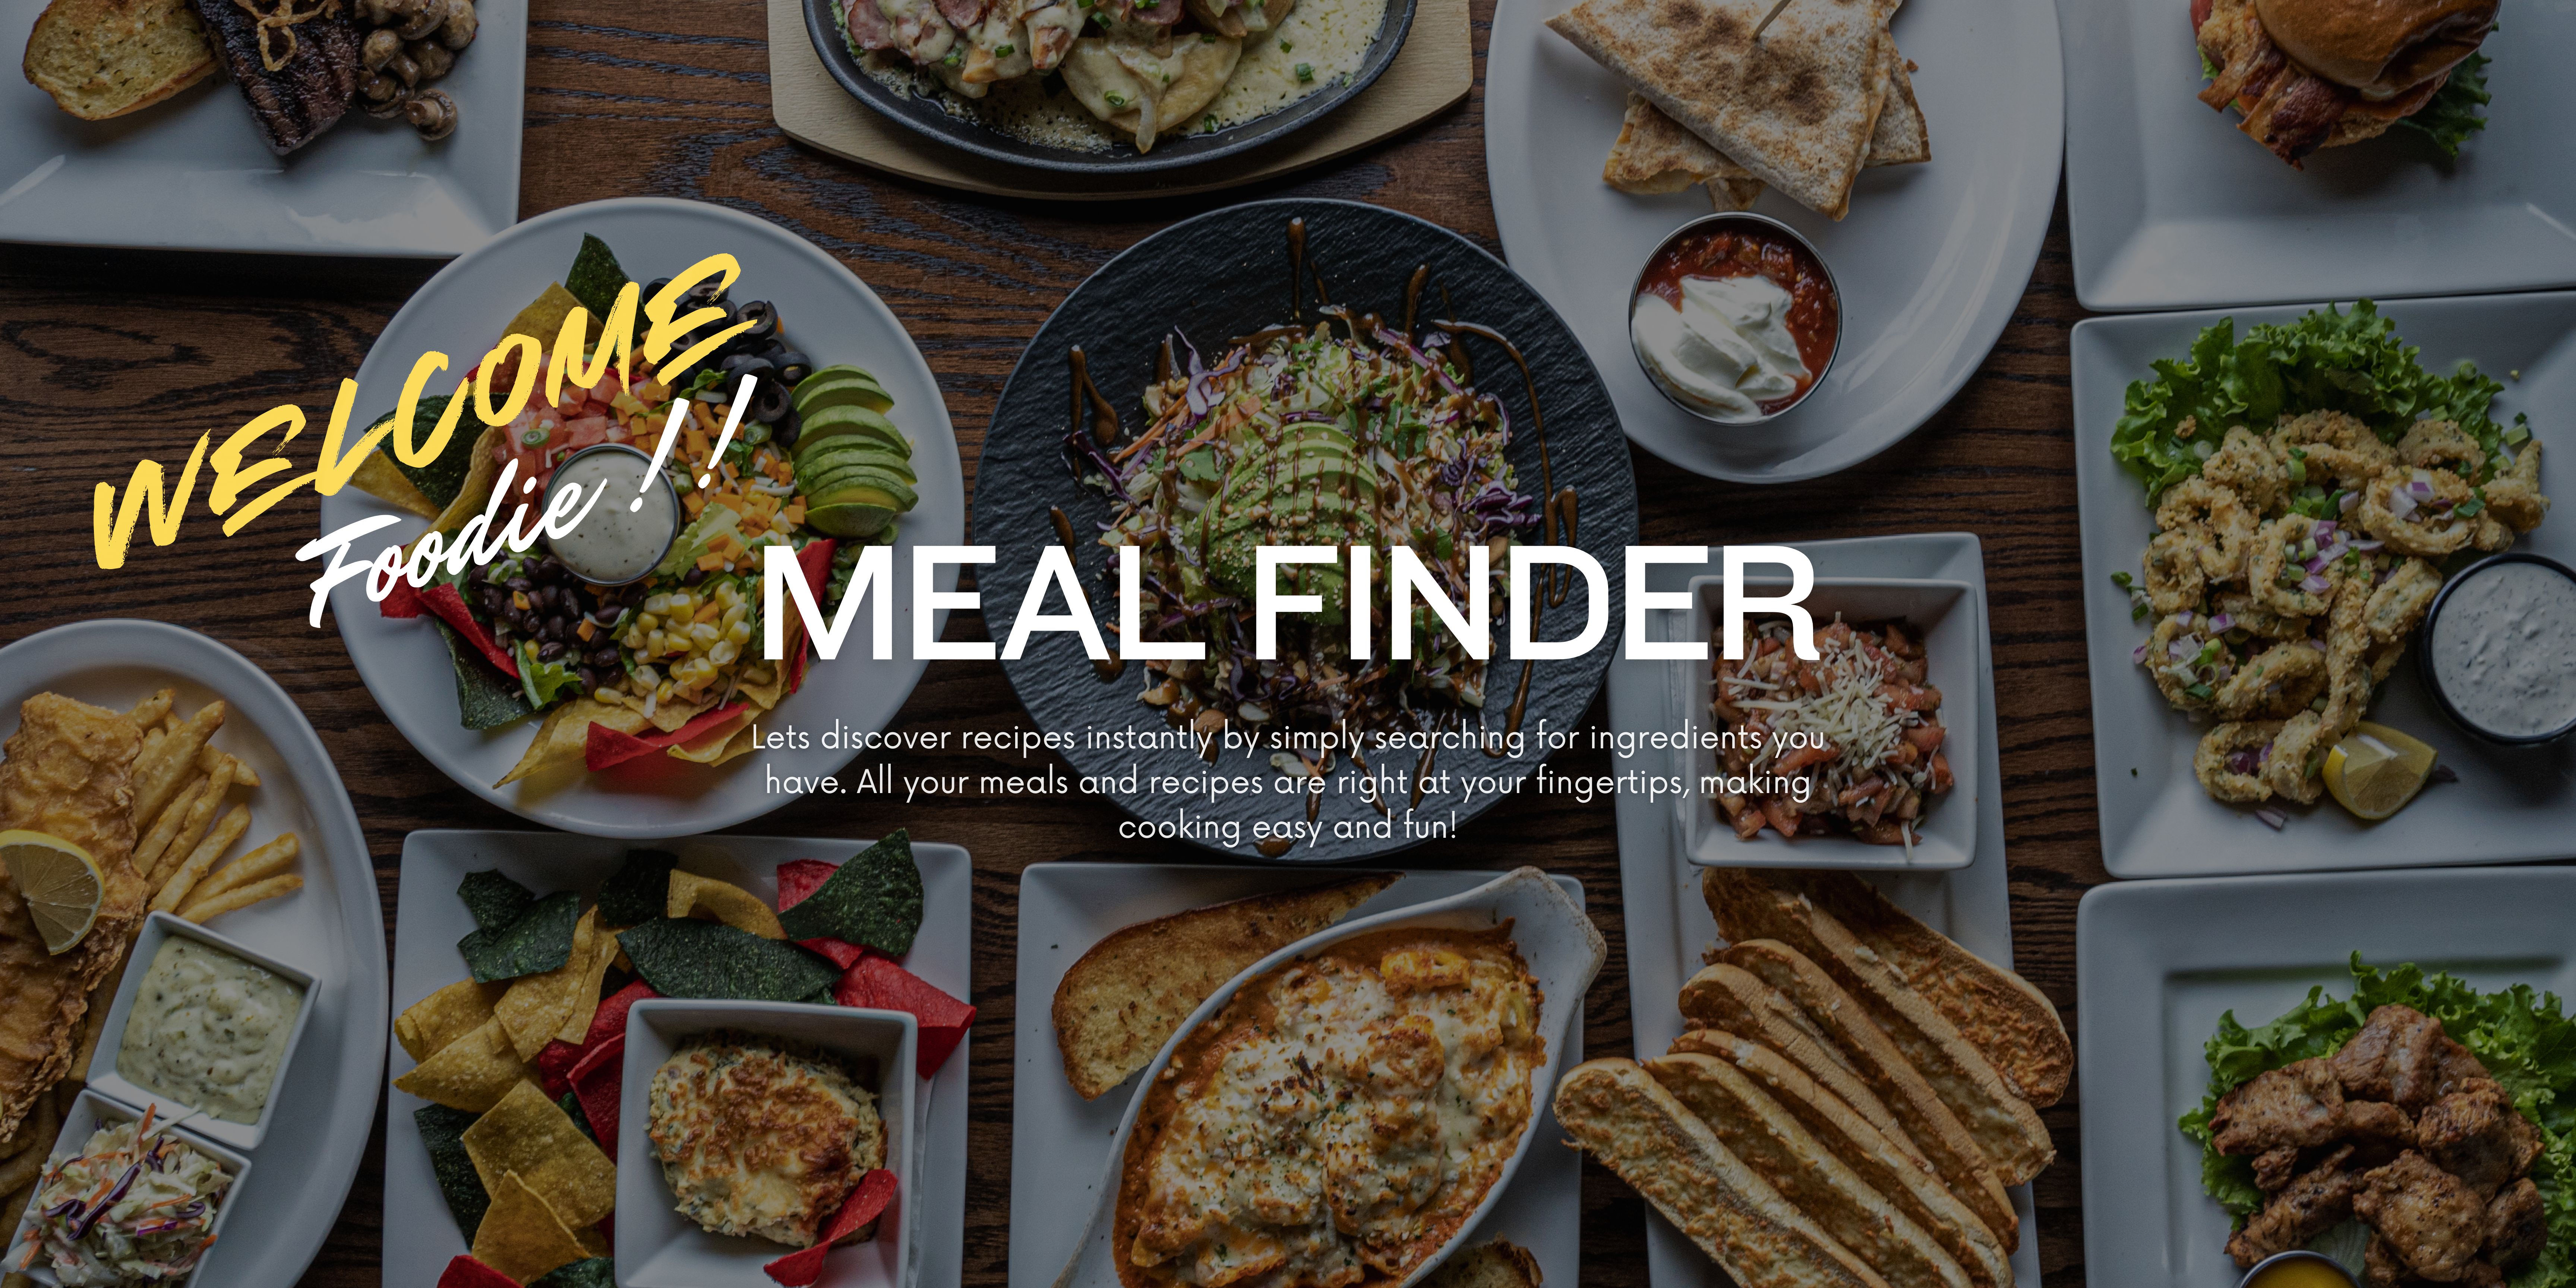 WELCOME
Foodie !!
MEAL FINDER
Lets discover recipes instantly by simply searching for ingredients you
have. All your meals and recipes are right at your fingertips, making
cooking easy and fun!